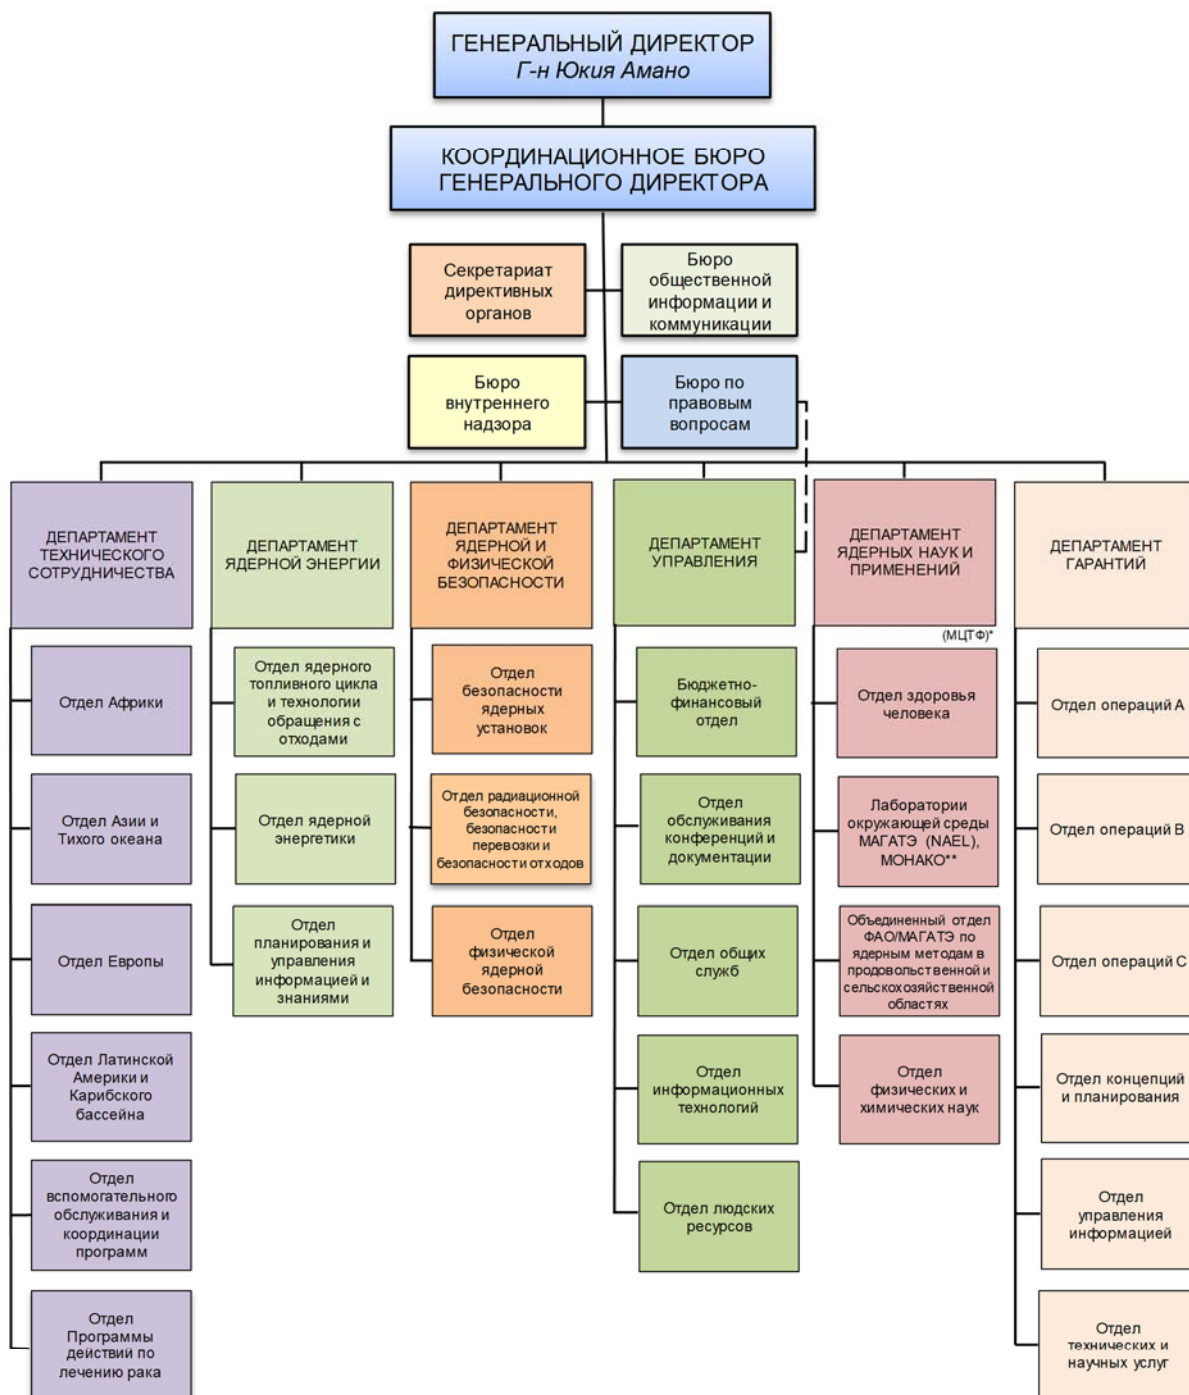 ГЕНЕРАЛЬНЫЙ ДИРЕКТОР
Г-н Юкия Амано
КООРДИНАЦИОННОЕ БЮРО
ГЕНЕРАЛЬНОГО ДИРЕКТОРА
Секретариат
директивных
органов
Бюро
общественной
информации и
коммуникации
Бюро
внутреннего
надзора
Бюро по
правовым
вопросам
ДЕПАРТАМЕНТ
ТЕХНИЧЕСКОГО
СОТРУДНИЧЕСТВА
ДЕПАРТАМЕНТ
ЯДЕРНОЙ ЭНЕРГИИ
ДЕПАРТАМЕНТ
ЯДЕРНОЙ И
ФИЗИЧЕСКОЙ
БЕЗОПАСНОСТИ
ДЕПАРТАМЕНТ
УПРАВЛЕНИЯ
ДЕПАРТАМЕНТ
ЯДЕРНЫХ НАУК И
ПРИМЕНЕНИЙ
ДЕПАРТАМЕНТ
ГАРАНТИЙ
(МЦТФ)*
Отдел Африки
Отдел ядерного
топливного цикла
и технологии
обращения с
отходами
Отдел
безопасности
ядерных
установок
Бюджетно-
финансовый
отдел
Отдел здоровья
человека
Отдел операций А
Отдел Азии и
Тихого океана
Отдел ядерной
энергетики
Отдел радиационной
безопасности,
безопасности
перевозки и
безопасности отходов
Отдел
обслуживания
конференций и
документации
Лаборатории
окружающей среды
МАГАТЭ (NAEL),
МОНАКО**
Отдел операций В
Отдел Европы
Отдел
планирования и
управления
информацией и
знаниями
Отдел
физической
ядерной
безопасности
Отдел общих
служб
Объединенный отдел
ФАО/МАГАТЭ по
ядерным методам в
продовольственной и
сельскохозяйственной
областях
Отдел операций С
Отдел Латинской
Америки и
Карибского
бассейна
Отдел
информационных
технологий
Отдел
физических и
химических наук
Отдел концепций
и планирования
Отдел
вспомогательного
обслуживания и
координации
программ
Отдел людских
ресурсов
Отдел
управления
информацией
Отдел
Программы
действий по
лечению рака
Отдел
технических и
научных услуг